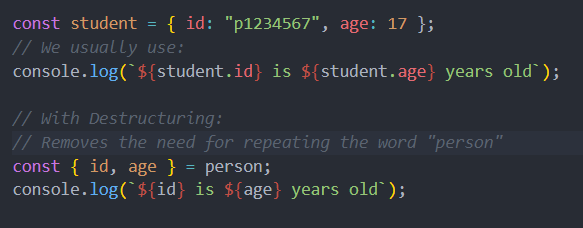 const student = { id: "p1234567", age: 17 };
// We usually use:
console.log(`${student.id} is ${student.age} years old`);
// With Destructuring:
// Removes the need for repeating the word "person"
const { id, age } = person;
console.log(`${id} is ${age} years old`);